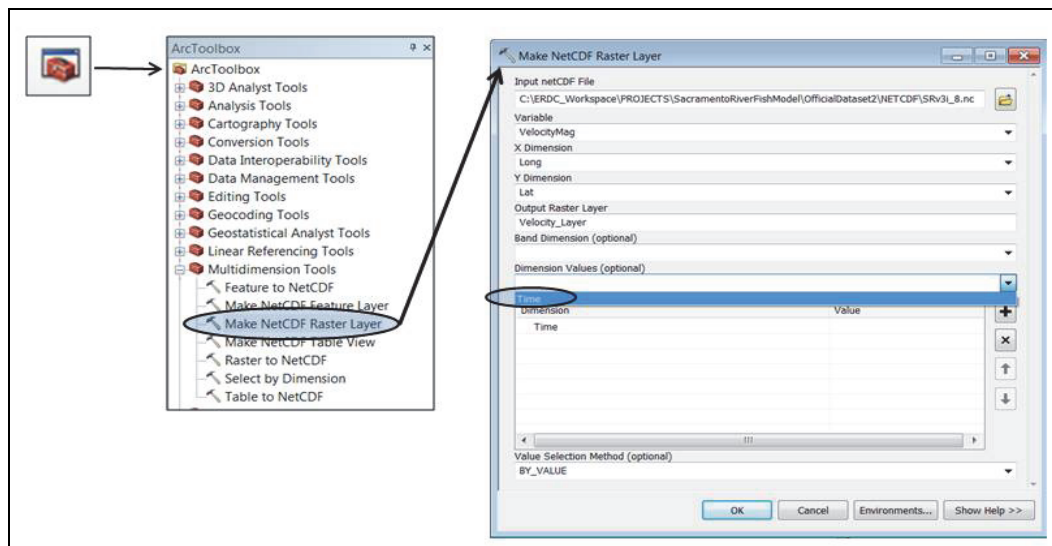 ArcToolbox
ArcToolbox
3D Analyst Tools
Analysis Tools
Cartography Tools
Conversion Tools
Data Interoperability Tools
Data Management Tools
Editing Tools
Geocoding Tools
Geostatistical Analyst Tools
Linear Referencing Tools
Multidimension Tools
Feature to NetCDF
Make NetCDF Feature Layer
Make NetCDF Raster Layer
Make NetCDF Table View
Raster to NetCDF
Select by Dimension
Table to NetCDF
Make NetCDF Raster Layer
Input netCDF File
C:\ERDC_Workspace\PROJECTS\SacramentoRiverFishModel\OfficialDataset2\NETCDF\SRv3i_8.nc
Variable
VelocityMag
X Dimension
Long
Y Dimension
Lat
Output Raster Layer
Velocity_Layer
Band Dimension (optional)
Dimension Values (optional)
Time
Dimension Value
Time
Value Selection Method (optional)
BY_VALUE
OK Cancel Environments... Show Help >>